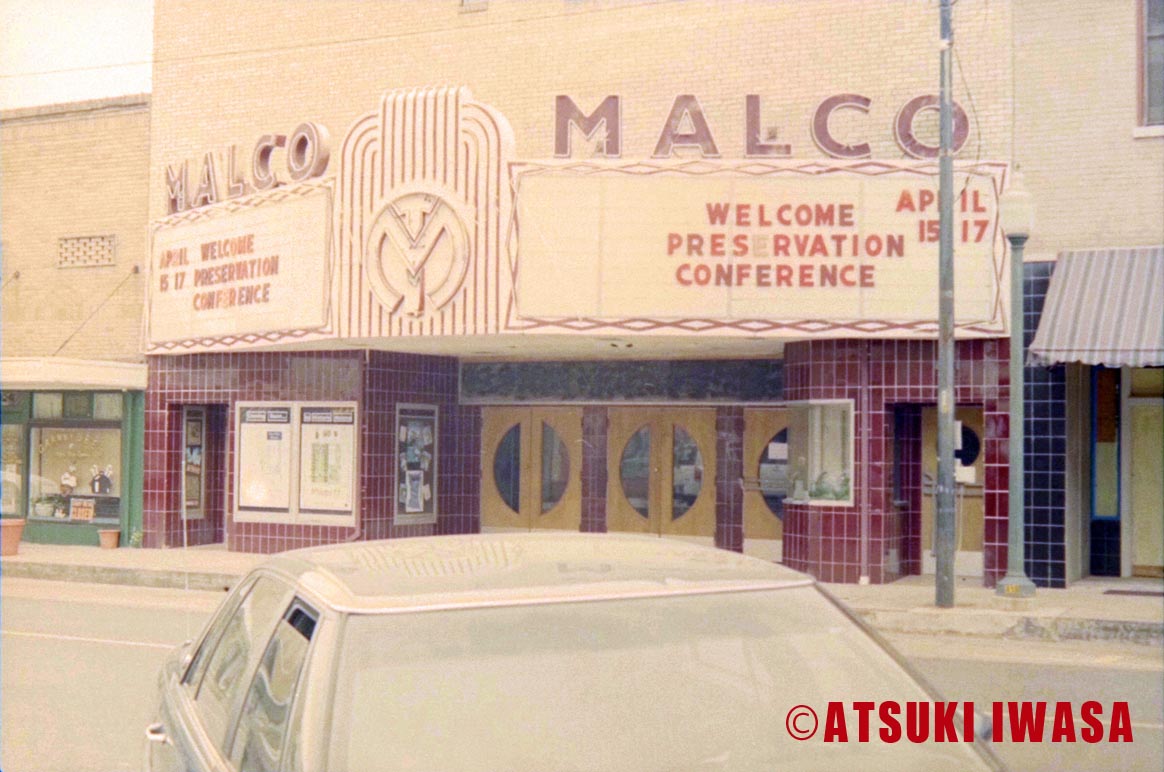 MALCO
MALCO
APRIL WELCOME
15 17 PRESERVATION
CONFERENCE
WELCOME APRIL
PRESERVATION 15 17
CONFERENCE
©ATSUKI IWASA